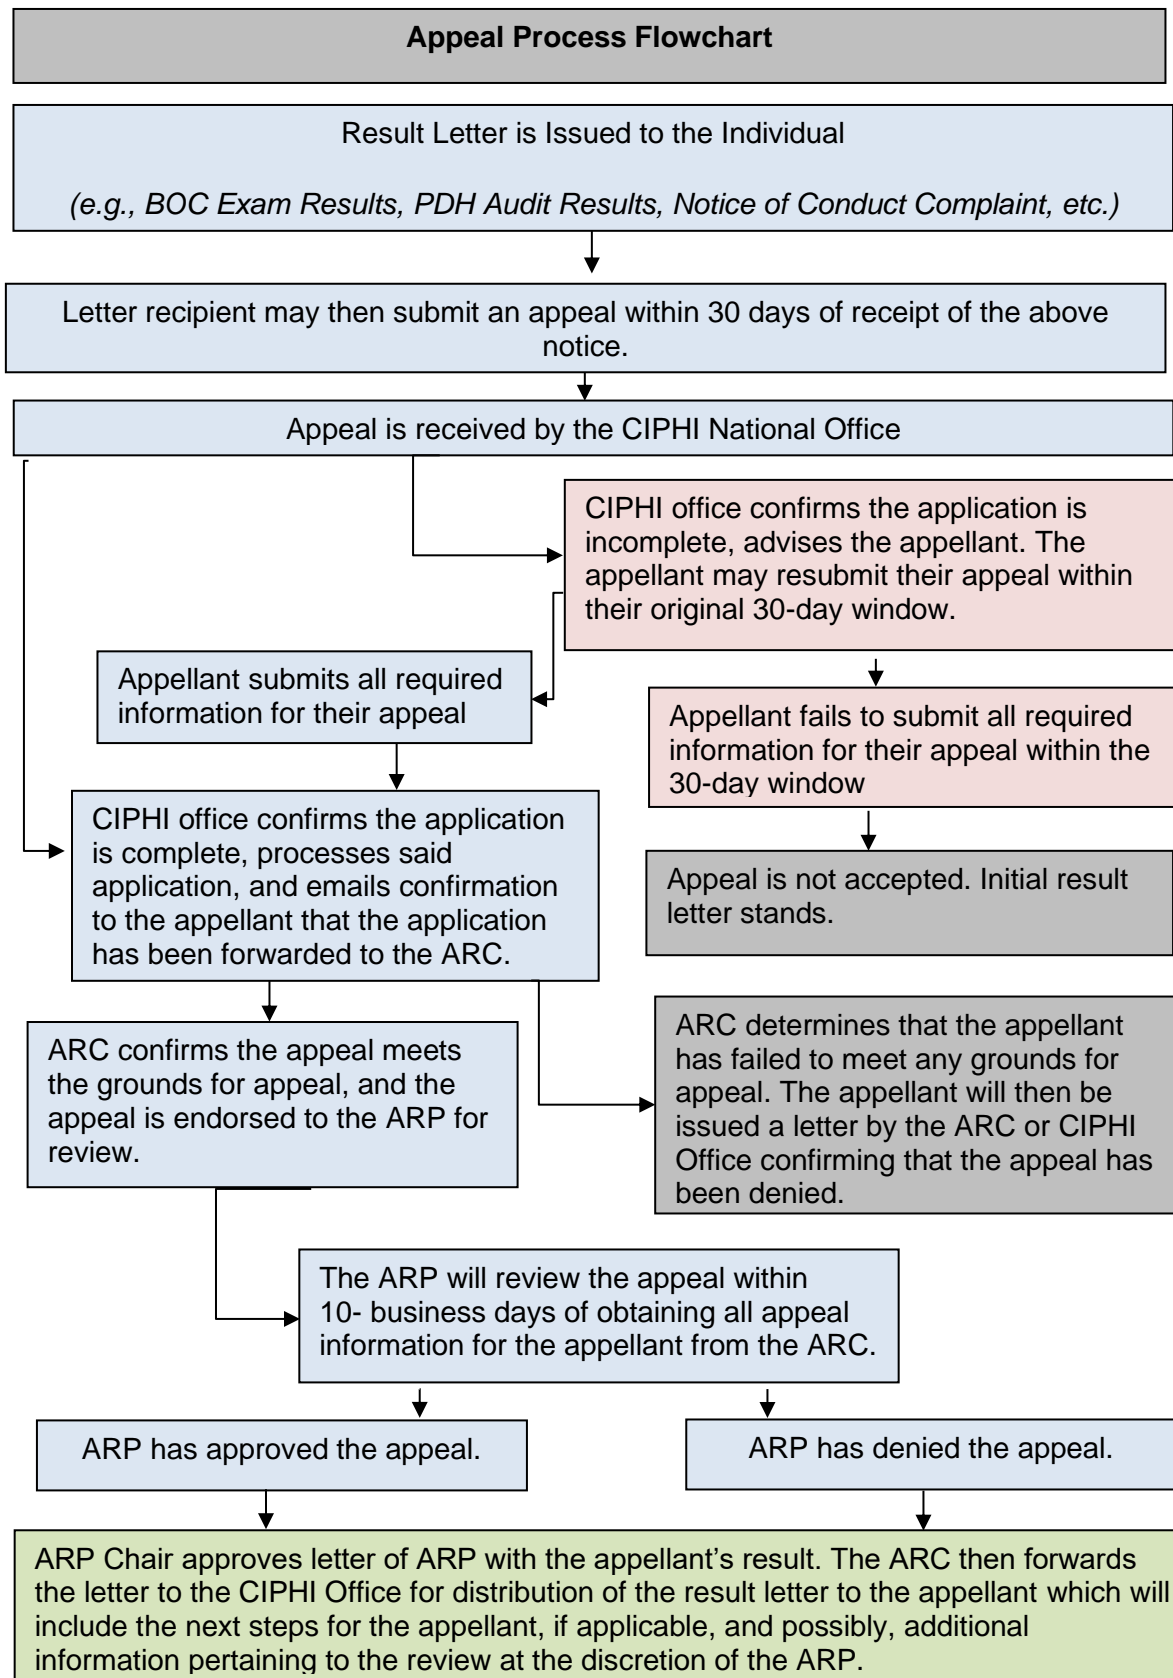 Appeal Process Flowchart
Result Letter is Issued to the Individual
(e.g., BOC Exam Results, PDH Audit Results, Notice of Conduct Complaint, etc.)
Letter recipient may then submit an appeal within 30 days of receipt of the above
notice.
Appeal is received by the CIPHI National Office
CIPHI office confirms the application is
incomplete, advises the appellant. The
appellant may resubmit their appeal within
their original 30-day window.
Appellant submits all required
information for their appeal
Appellant fails to submit all required
information for their appeal within the
30-day window
CIPHI office confirms the application
is complete, processes said
application, and emails confirmation
to the appellant that the application
has been forwarded to the ARC.
Appeal is not accepted. Initial result
letter stands.
ARC confirms the appeal meets
the grounds for appeal, and the
appeal is endorsed to the ARP for
review.
ARC determines that the appellant
has failed to meet any grounds for
appeal. The appellant will then be
issued a letter by the ARC or CIPHI
Office confirming that the appeal has
been denied.
The ARP will review the appeal within
10- business days of obtaining all appeal
information for the appellant from the ARC.
ARP has approved the appeal.
ARP has denied the appeal.
ARP Chair approves letter of ARP with the appellant’s result. The ARC then forwards
the letter to the CIPHI Office for distribution of the result letter to the appellant which will
include the next steps for the appellant, if applicable, and possibly, additional
information pertaining to the review at the discretion of the ARP.